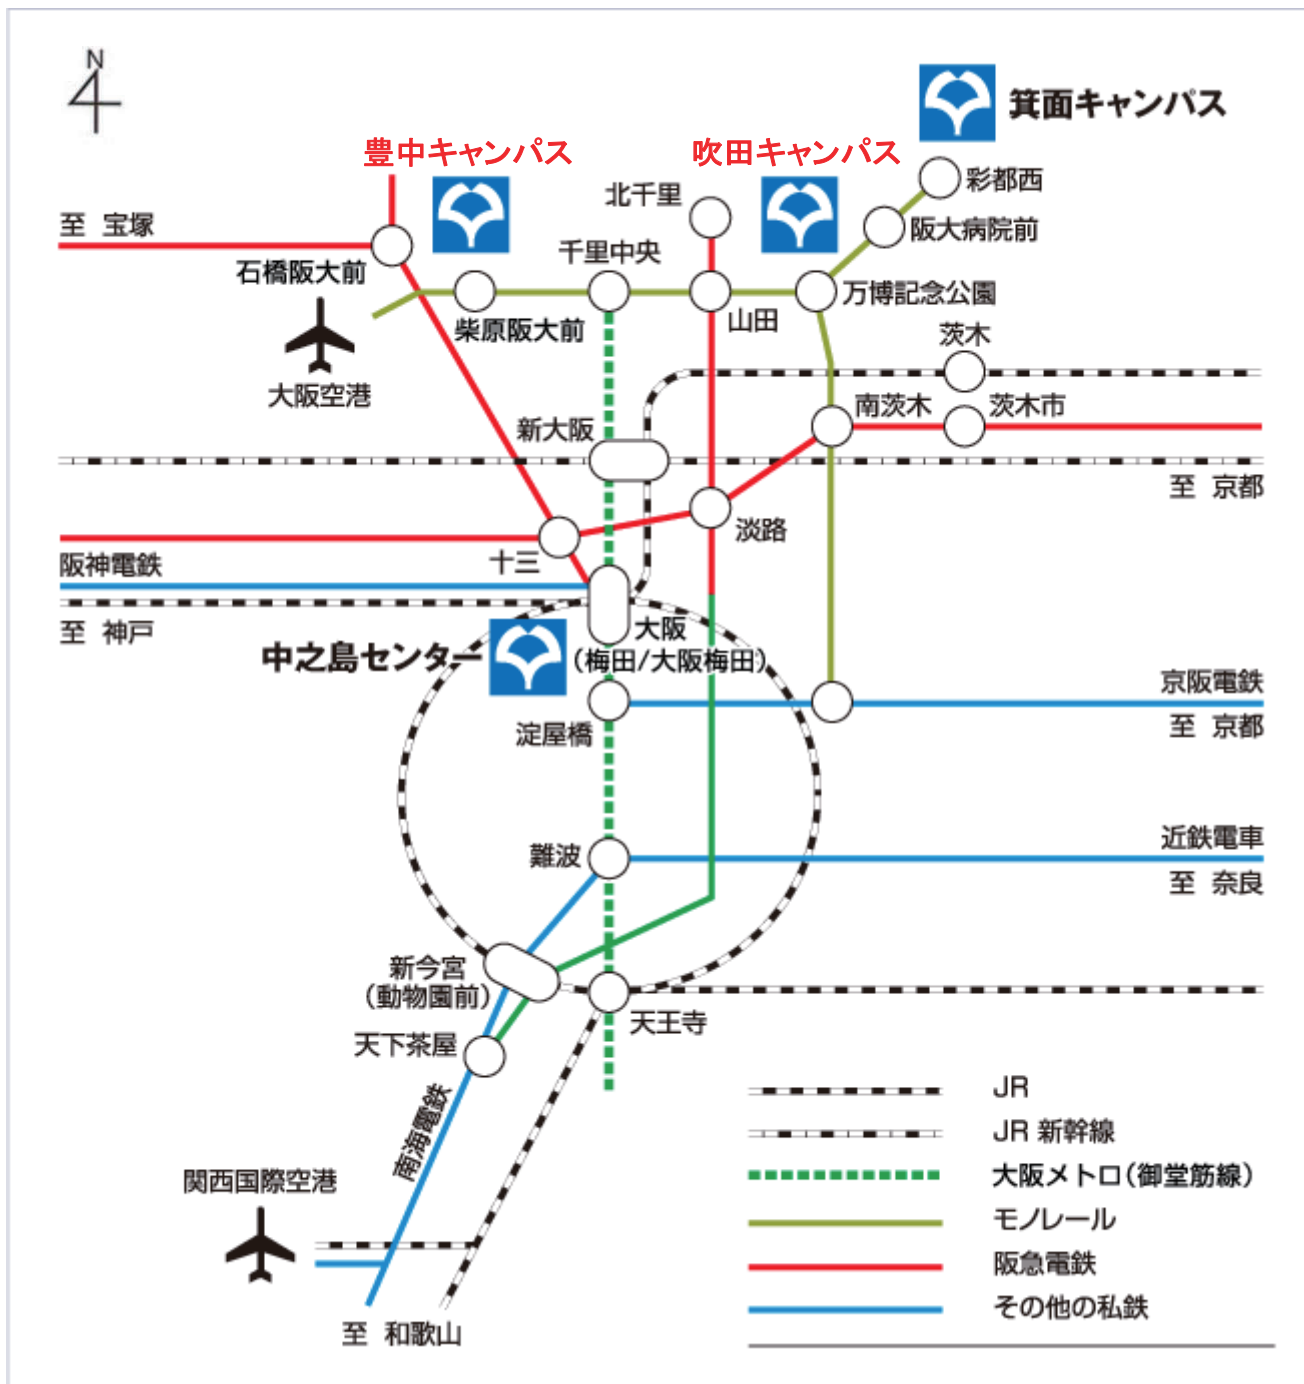 N
箕面キャンパス
豊中キャンパス
吹田キャンパス
彩都西
北千里
阪大病院前
至 宝塚
千里中央
石橋阪大前
万博記念公園
柴原阪大前
山田
茨木
大阪空港
南茨木
茨木市
新大阪
至 京都
淡路
十三
阪神電鉄
至 神戸
大阪
(梅田/大阪梅田)
中之島センター
京阪電鉄
至 京都
淀屋橋
近鉄電車
難波
至 奈良
新今宮
(動物園前)
天王寺
天下茶屋
南海電鉄
関西国際空港
至 和歌山
JR
JR 新幹線
大阪メトロ(御堂筋線)
モノレール
阪急電鉄
その他の私鉄